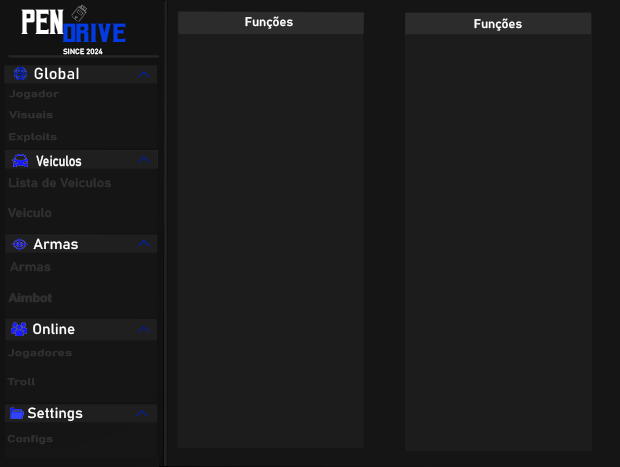 PEN
DRIVE
SINCE 2024
Global
Jogador
Visuais
Exploits
Veiculos
Lista de Veiculos
Veiculo
Armas
Armas
Aimbot
Online
Jogadores
Troll
Settings
Configs
Funções
Funções